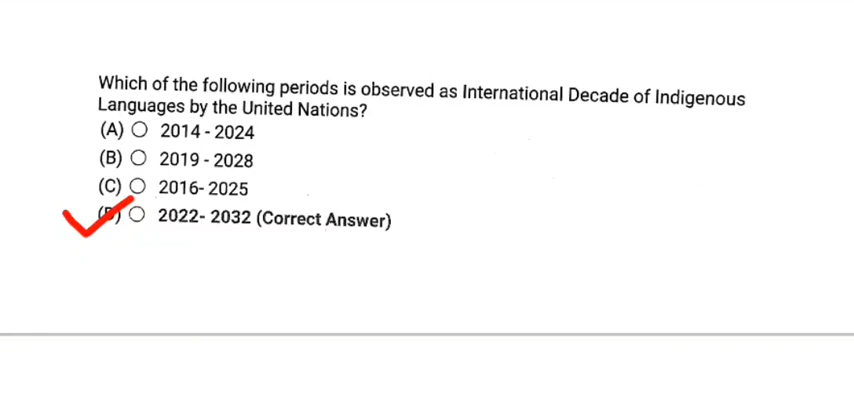 Which of the following periods is observed as International Decade of Indigenous
Languages by the United Nations?
(A) O 2014 - 2024
(B) O 2019 - 2028
(C) O 2016- 2025
(D) O 2022- 2032 (Correct Answer)